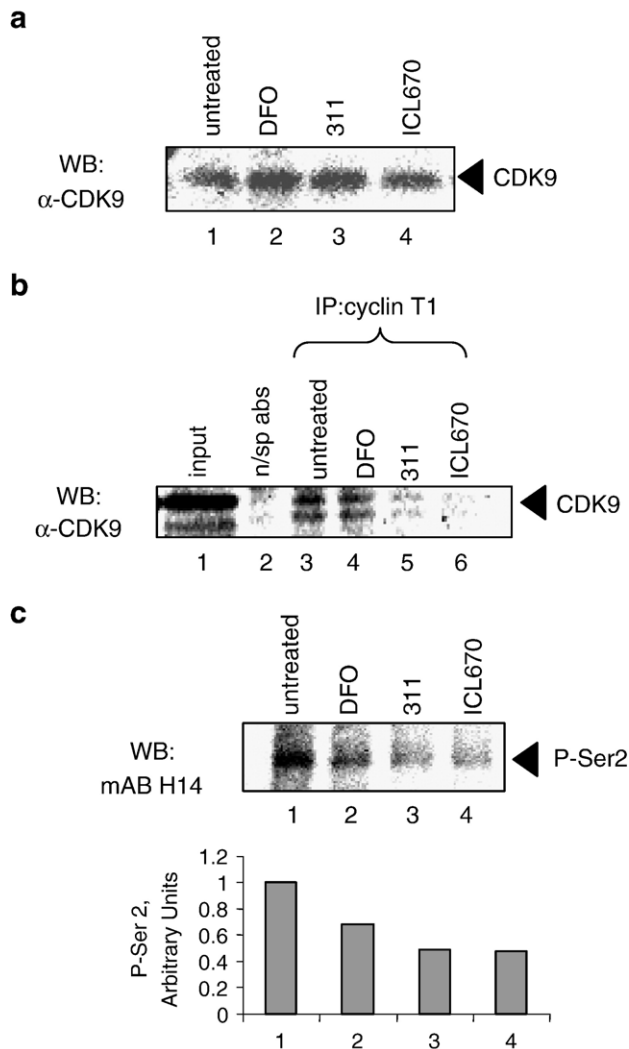 a
untreated
DFO
311
ICL670
WB:
α-CDK9
CDK9
1 2 3 4
b
IP:cyclin T1
input
n/sp abs
untreated
DFO
311
ICL670
WB:
α-CDK9
CDK9
1 2 3 4 5 6
c
untreated
DFO
311
ICL670
WB:
mAB H14
P-Ser2
1 2 3 4
P-Ser 2,
Arbitrary Units
1.2
1
0.8
0.6
0.4
0.2
0
1 2 3 4